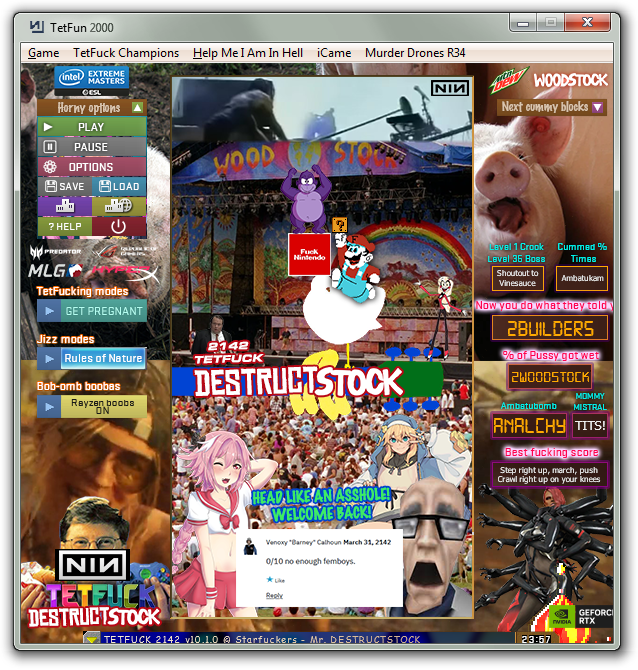 TetFun 2000
Game TetFuck Champions Help Me I Am In Hell iCame Murder Drones R34
intel EXTREME MASTERS
ESL
Horny options
PLAY
PAUSE
OPTIONS
SAVE LOAD
? HELP
PREDATOR
REPUBLIC OF GAMERS
MLG HYPERX
TetFucking modes
GET PREGNANT
Jizz modes
Rules of Nature
Bob-omb boobas
Rayzen boobs ON
NIN
TETFUCK
DESTRUCTSTOCK
NIN
WOOD STOCK
?
Fuck
Nintendo
2142
TETFUCK
DESTRUCTSTOCK
HEAD LIKE AN ASSHOLE!
WELCOME BACK!
Venoxy "Barney" Calhoun March 31, 2142
0/10 no enough femboys.
Like
Reply
MTN DEW
WOODSTOCK
Next cummy blocks
Level 1 Crook
Level 36 Boss
Cummed %
Times
Shoutout to
Vinesauce
Ambatukam
Now you do what they told y
2BUILDERS
% of Pussy got wet
2WOODSTOCK
Ambatubomb
MOMMY
MISTRAL
ANALCHY
TITS!
Best fucking score
Step right up, march, push
Crawl right up on your knees
NVIDIA
GEFORCE
RTX
TETFUCK 2142 v10.1.0 @ Starfuckers - Mr. DESTRUCTSTOCK
23:57